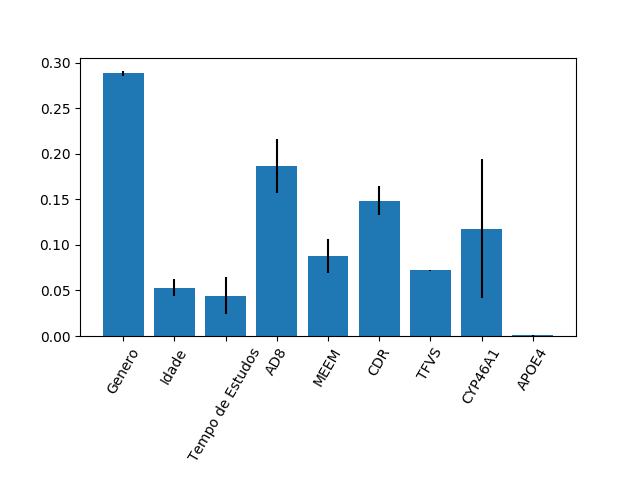 0.30
0.25
0.20
0.15
0.10
0.05
0.00
Genero
Idade
Tempo de Estudos
AD8
MEEM
CDR
TFVS
CYP46A1
APOE4